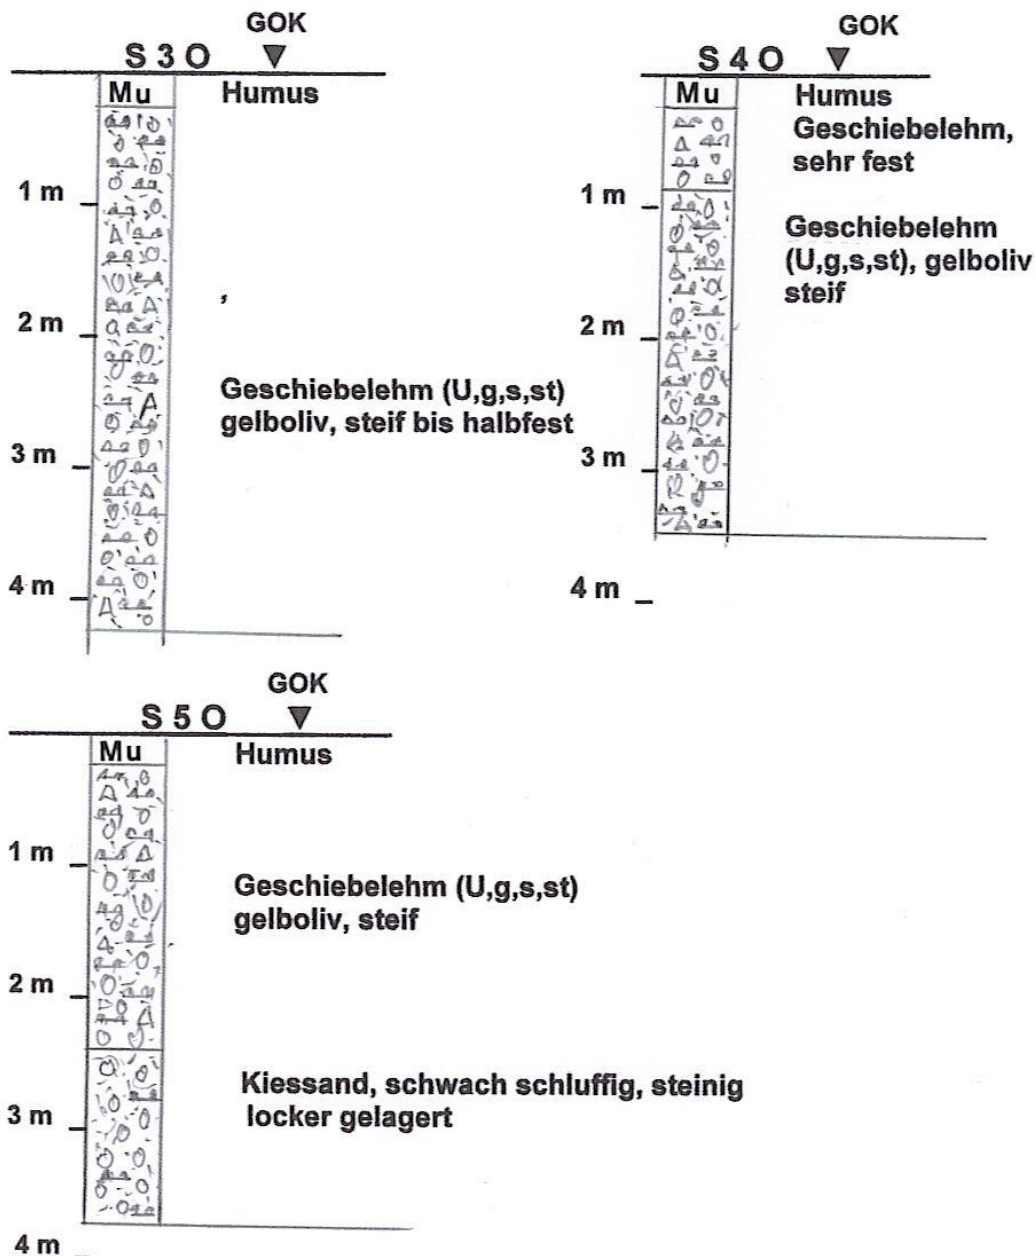 GOK
S 3 O
Mu Humus
1 m
2 m
Geschiebelehm (U,g,s,st)
gelboliv, steif bis halbfest
3 m
4 m
GOK
S 4 O
Mu Humus
Geschiebelehm,
sehr fest
1 m
Geschiebelehm
(U,g,s,st), gelboliv
steif
2 m
3 m
4 m
GOK
S 5 O
Mu Humus
1 m
Geschiebelehm (U,g,s,st)
gelboliv, steif
2 m
Kiessand, schwach schluffig, steinig
locker gelagert
3 m
4 m